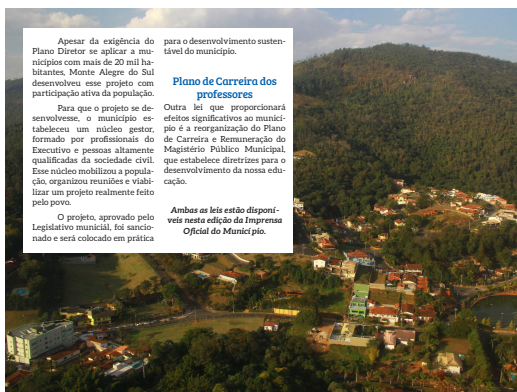 Apesar da exigência do
Plano Diretor se aplicar a mu-
nicípios com mais de 20 mil ha-
bitantes, Monte Alegre do Sul
desenvolveu esse projeto com
participação ativa da população.
Para que o projeto se de-
senvolvesse, o município es-
tabeleceu um núcleo gestor,
formado por profissionais do
Executivo e pessoas altamente
qualificadas da sociedade civil.
Esse núcleo mobilizou a popula-
ção, organizou reuniões e viabi-
lizar um projeto realmente feito
pelo povo.
O projeto, aprovado pelo
Legislativo municiál, foi sancio-
nado e será colocado em prática
para o desenvolvimento susten-
tável do município.
Plano de Carreira dos
professores
Outra lei que proporcionará
efeitos significativos ao municí-
pio é a reorganização do Plano
de Carreira e Remuneração do
Magistério Público Municipal,
que estabelece diretrizes para o
desenvolvimento da nossa edu-
cação.
Ambas as leis estão disponí-
veis nesta edição da Imprensa
Oficial do Município.